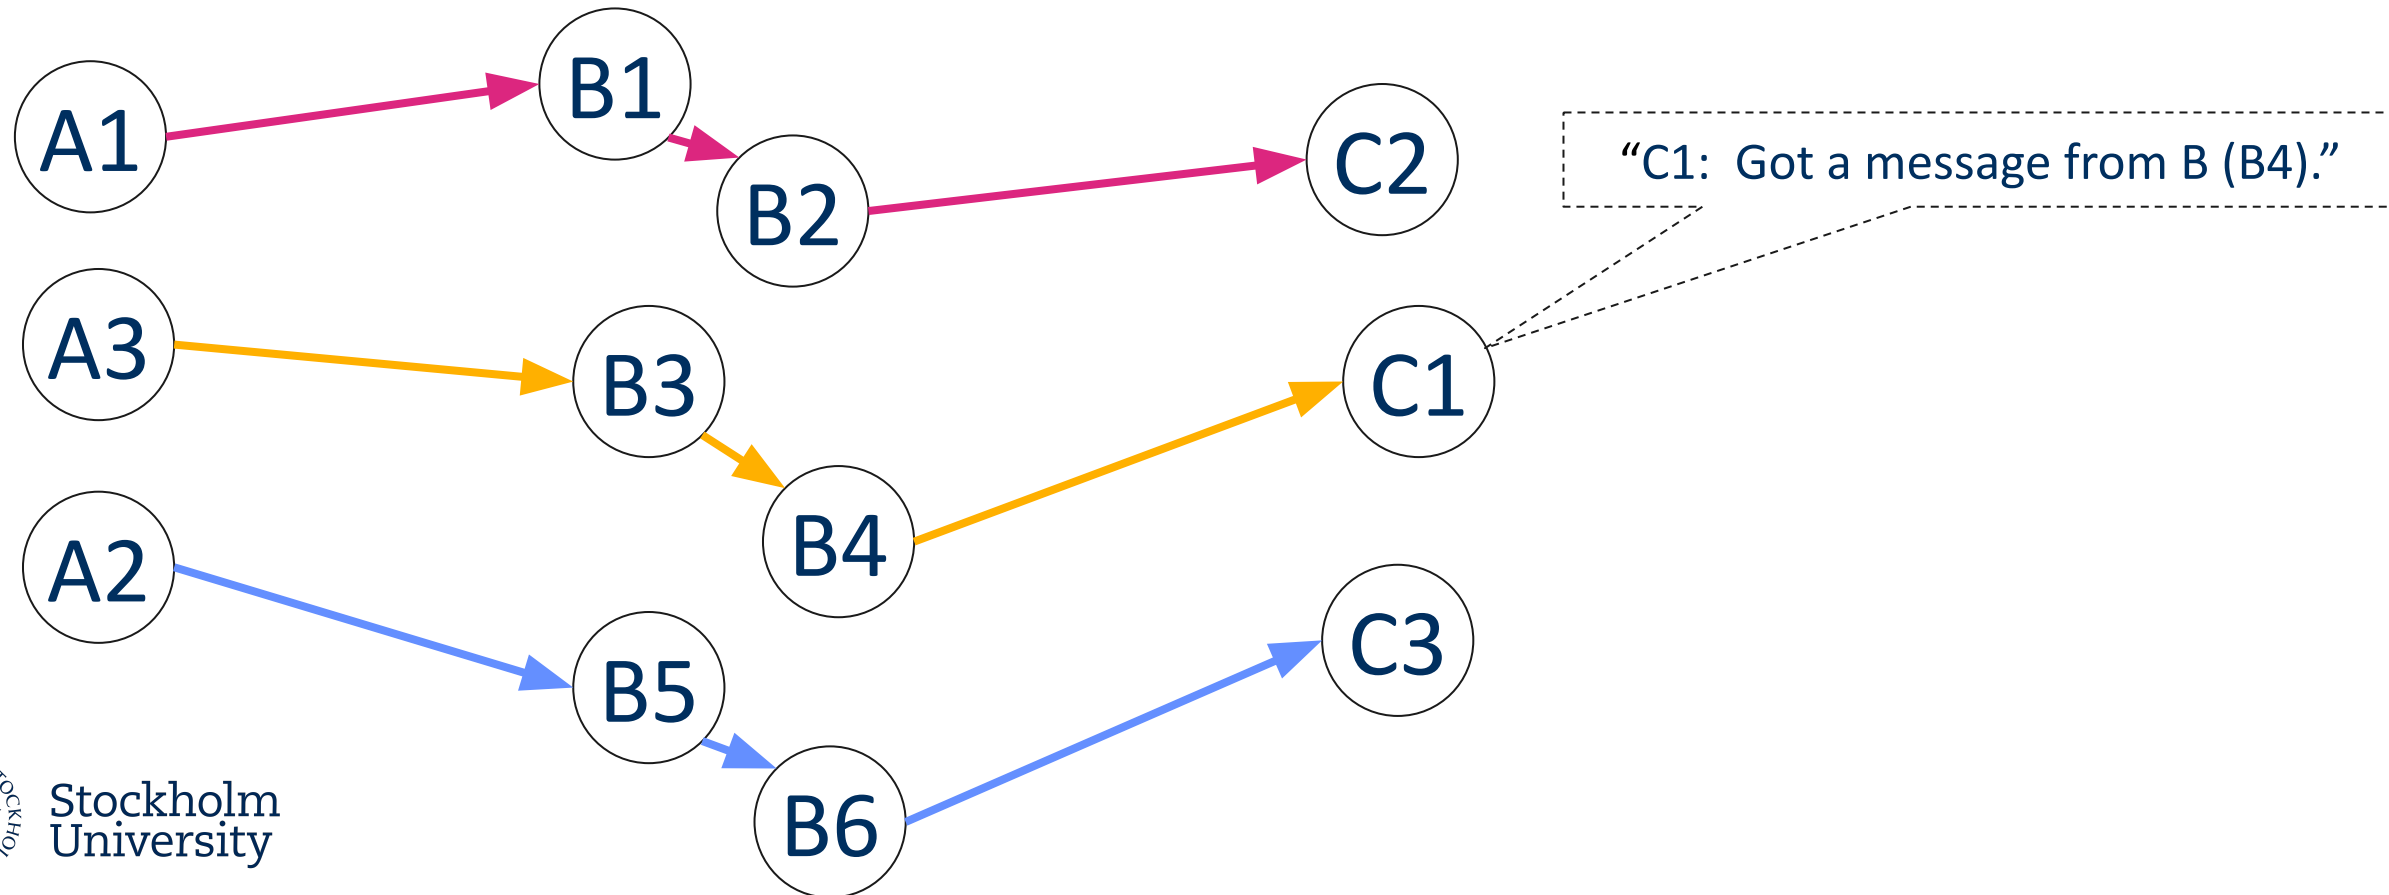 A1
B1
B2
C2
“C1:  Got a message from B (B4).”
A3
B3
B4
C1
A2
B5
B6
C3
Stockholm
University